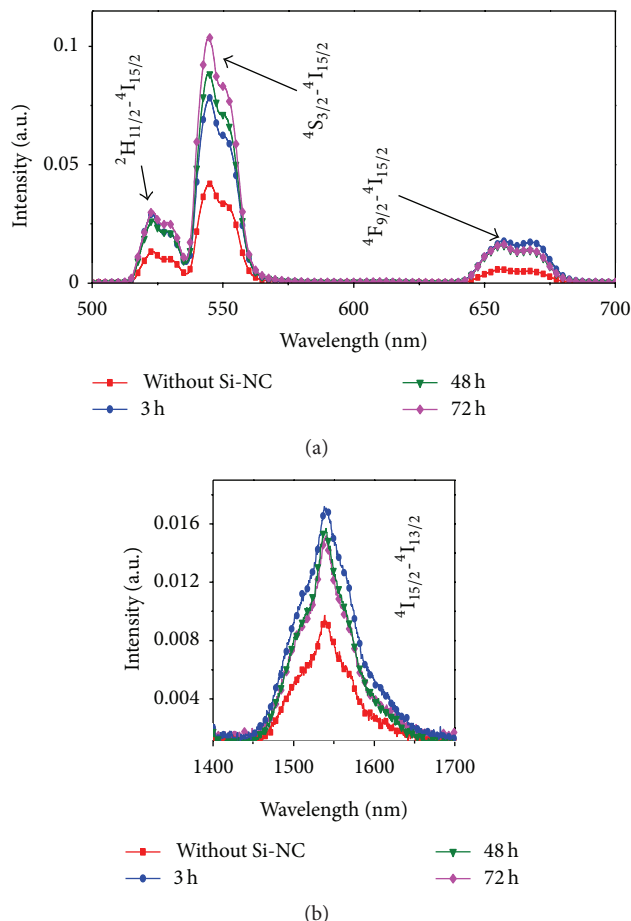 0.1
0.05
0
Intensity (a.u.)
²H₁₁/₂-⁴I₁₅/₂
⁴S₃/₂-⁴I₁₅/₂
⁴F₉/₂-⁴I₁₅/₂
500 550 600 650 700
Wavelength (nm)
Without Si-NC 48 h
3 h 72 h
(a)
0.016
0.012
0.008
0.004
Intensity (a.u.)
⁴I₁₅/₂-⁴I₁₃/₂
1400 1500 1600 1700
Wavelength (nm)
Without Si-NC 48 h
3 h 72 h
(b)